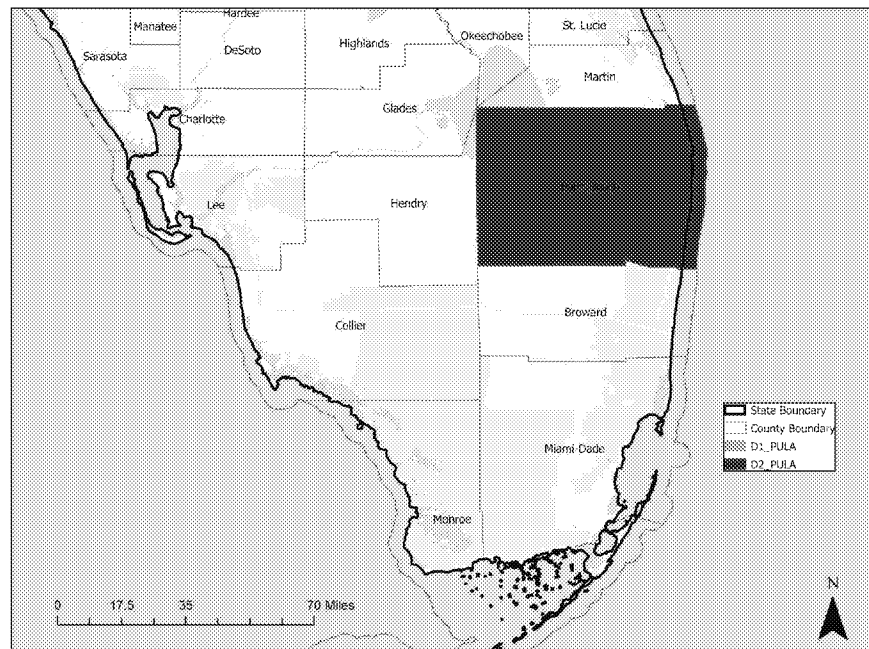 Hardee
Manatee
Okeechobee
St. Lucie
Highlands
DeSoto
Sarasota
Martin
Glades
Charlotte
Lee
Hendry
Broward
Collier
State Boundary
County Boundary
D1_PULA
D2_PULA
Miami-Dade
Monroe
N
0 17.5 35 70 Miles